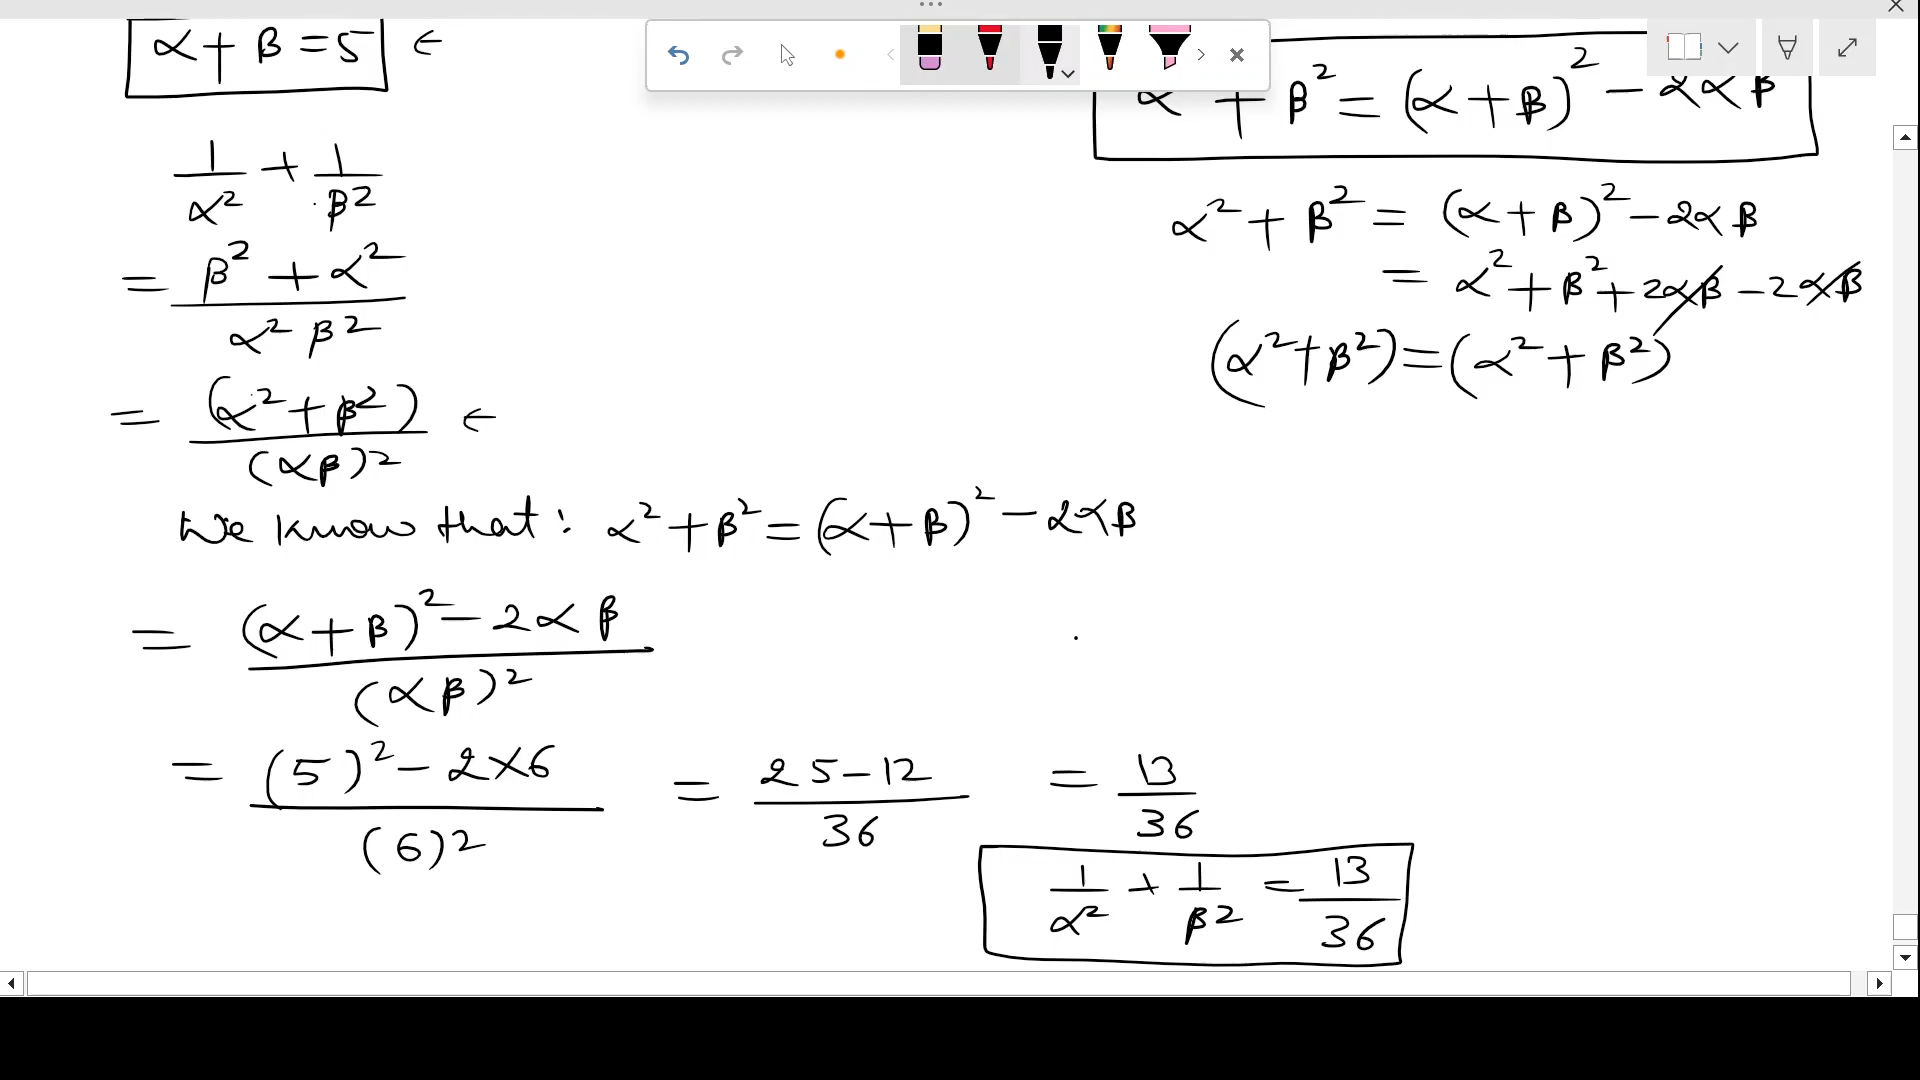 α + β = 5 ←
1/α² + 1/β²
= (β² + α²)/(α² β²)
= (α² + β²)/(αβ)² ←
We know that: α² + β² = (α + β)² - 2αβ
= ((α + β)² - 2αβ)/(αβ)²
= ((5)² - 2×6)/(6)² = (25-12)/36 = 13/36
1/α² + 1/β² = 13/36
α² + β² = (α + β)² - 2αβ
α² + β² = (α + β)² - 2αβ
= α² + β² + 2αβ - 2αβ
(α² + β²) = (α² + β²)